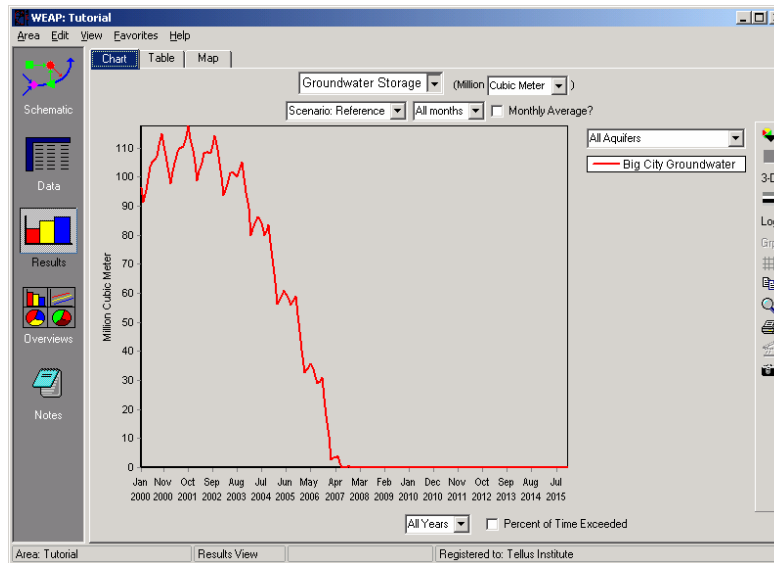 WEAP: Tutorial
Area Edit View Favorites Help
Chart Table Map
Groundwater Storage (Million Cubic Meter )
Scenario: Reference All months Monthly Average?
All Aquifers
Big City Groundwater
Schematic
Data
Results
Overviews
Notes
3-D
Log
Grp
Million Cubic Meter
110
100
90
80
70
60
50
40
30
20
10
0
Jan Nov Oct Sep Aug Jul Jun May Apr Mar Feb Jan Dec Nov Oct Sep Aug Jul
2000 2000 2001 2002 2003 2004 2005 2006 2007 2008 2009 2010 2010 2011 2012 2013 2014 2015
All Years Percent of Time Exceeded
Area: Tutorial Results View Registered to: Tellus Institute